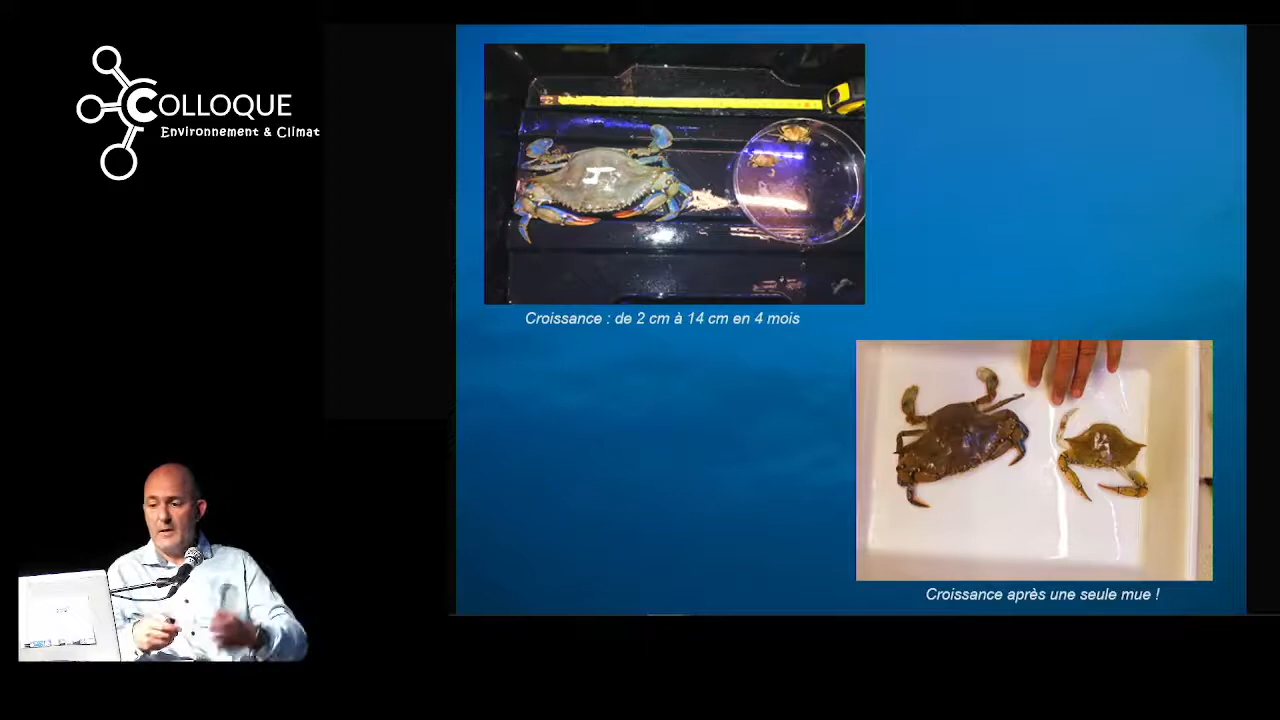 COLLOQUE
Environnement & Climat
Croissance : de 2 cm à 14 cm en 4 mois
Croissance après une seule mue !